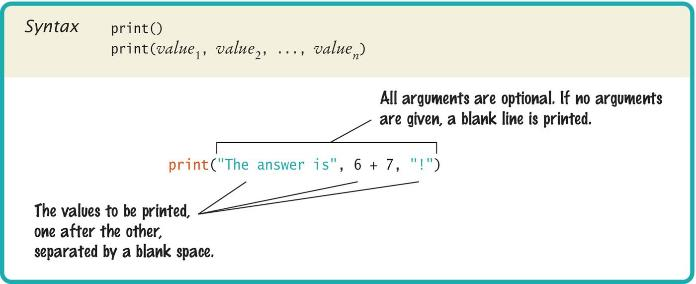 Syntax
print()
print(value1, value2, ..., valuen)
All arguments are optional. If no arguments
are given, a blank line is printed.
print("The answer is", 6 + 7, "!")
The values to be printed,
one after the other,
separated by a blank space.